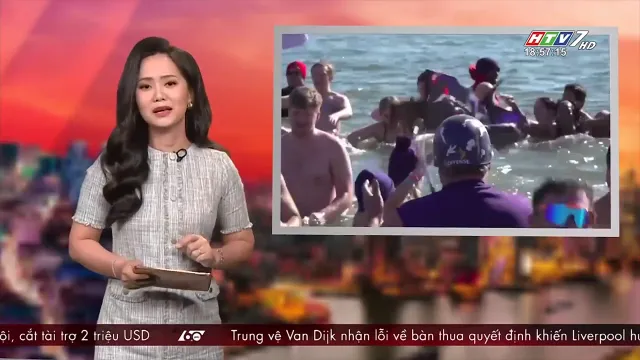 HTV7 HD
18:57:15
ội, cắt tài trợ 2 triệu USD 60 Trung vệ Van Dijk nhận lỗi về bàn thua quyết định khiến Liverpool